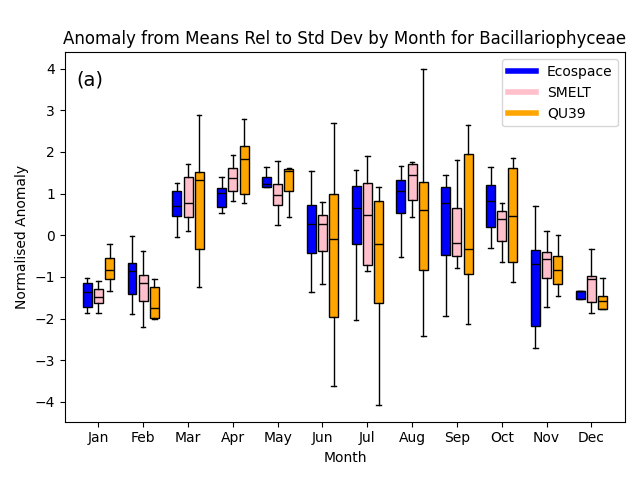 Anomaly from Means Rel to Std Dev by Month for Bacillariophyceae
(a)
Ecospace
SMELT
QU39
Normalised Anomaly
4
3
2
1
0
−1
−2
−3
−4
Jan Feb Mar Apr May Jun Jul Aug Sep Oct Nov Dec
Month